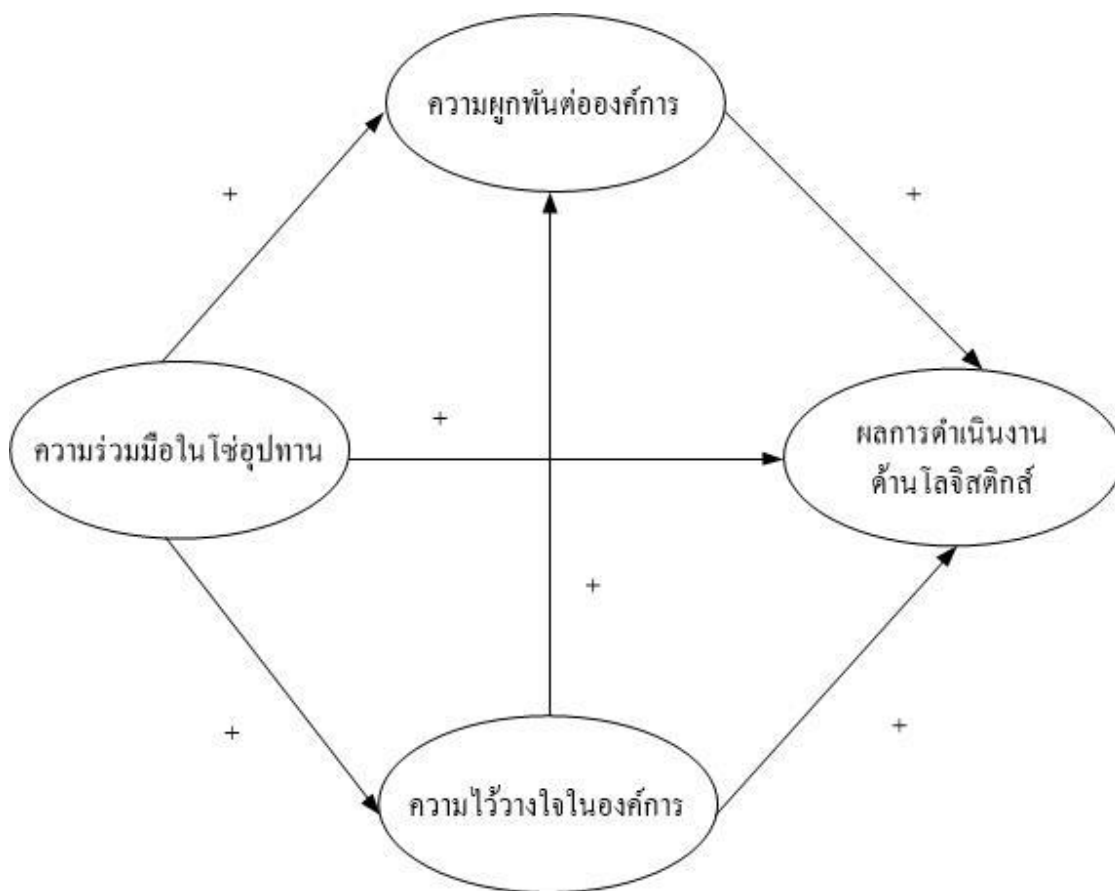 ความผูกพันต่อองค์การ
+
+
ความร่วมมือในโซ่อุปทาน
+
ผลการดำเนินงาน
ด้านโลจิสติกส์
+
+
+
ความไว้วางใจในองค์การ